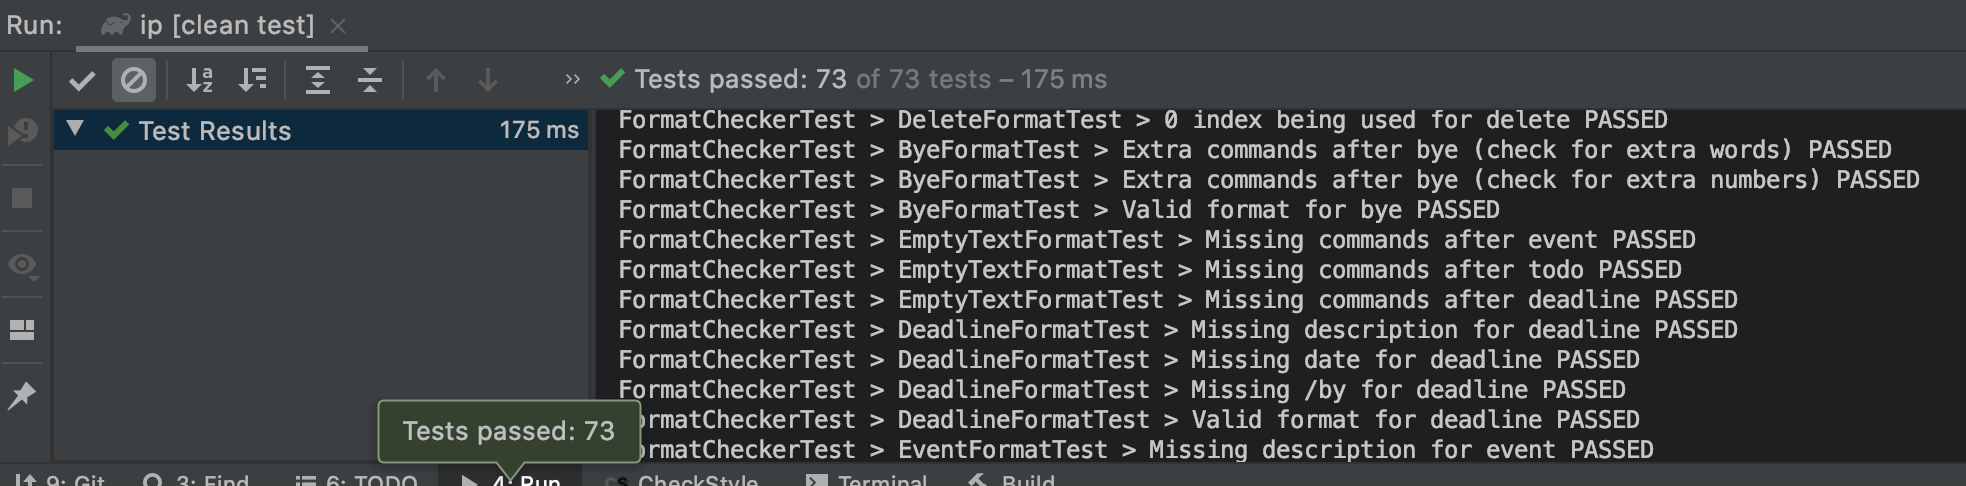 Run: ip [clean test]
Tests passed: 73 of 73 tests – 175 ms
Test Results 175 ms
FormatCheckerTest > DeleteFormatTest > 0 index being used for delete PASSED
FormatCheckerTest > ByeFormatTest > Extra commands after bye (check for extra words) PASSED
FormatCheckerTest > ByeFormatTest > Extra commands after bye (check for extra numbers) PASSED
FormatCheckerTest > ByeFormatTest > Valid format for bye PASSED
FormatCheckerTest > EmptyTextFormatTest > Missing commands after event PASSED
FormatCheckerTest > EmptyTextFormatTest > Missing commands after todo PASSED
FormatCheckerTest > EmptyTextFormatTest > Missing commands after deadline PASSED
FormatCheckerTest > DeadlineFormatTest > Missing description for deadline PASSED
FormatCheckerTest > DeadlineFormatTest > Missing date for deadline PASSED
FormatCheckerTest > DeadlineFormatTest > Missing /by for deadline PASSED
ormatCheckerTest > DeadlineFormatTest > Valid format for deadline PASSED
ormatCheckerTest > EventFormatTest > Missing description for event PASSED
Tests passed: 73
9: Git 3: Find 6: TODO 4: Run CheckStyle Terminal Build